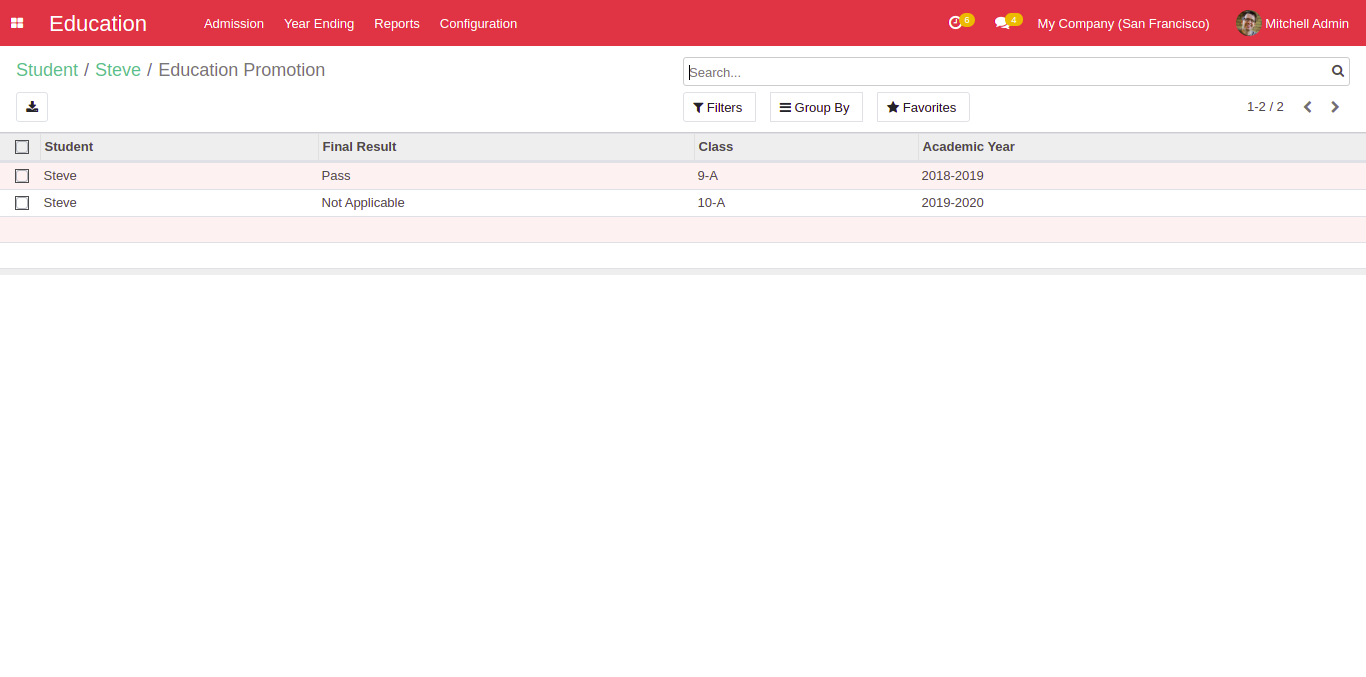 Education Admission Year Ending Reports Configuration 6 4 My Company (San Francisco) Mitchell Admin
Student / Steve / Education Promotion
Search...
Filters Group By Favorites 1-2 / 2
Student Final Result Class Academic Year
Steve Pass 9-A 2018-2019
Steve Not Applicable 10-A 2019-2020